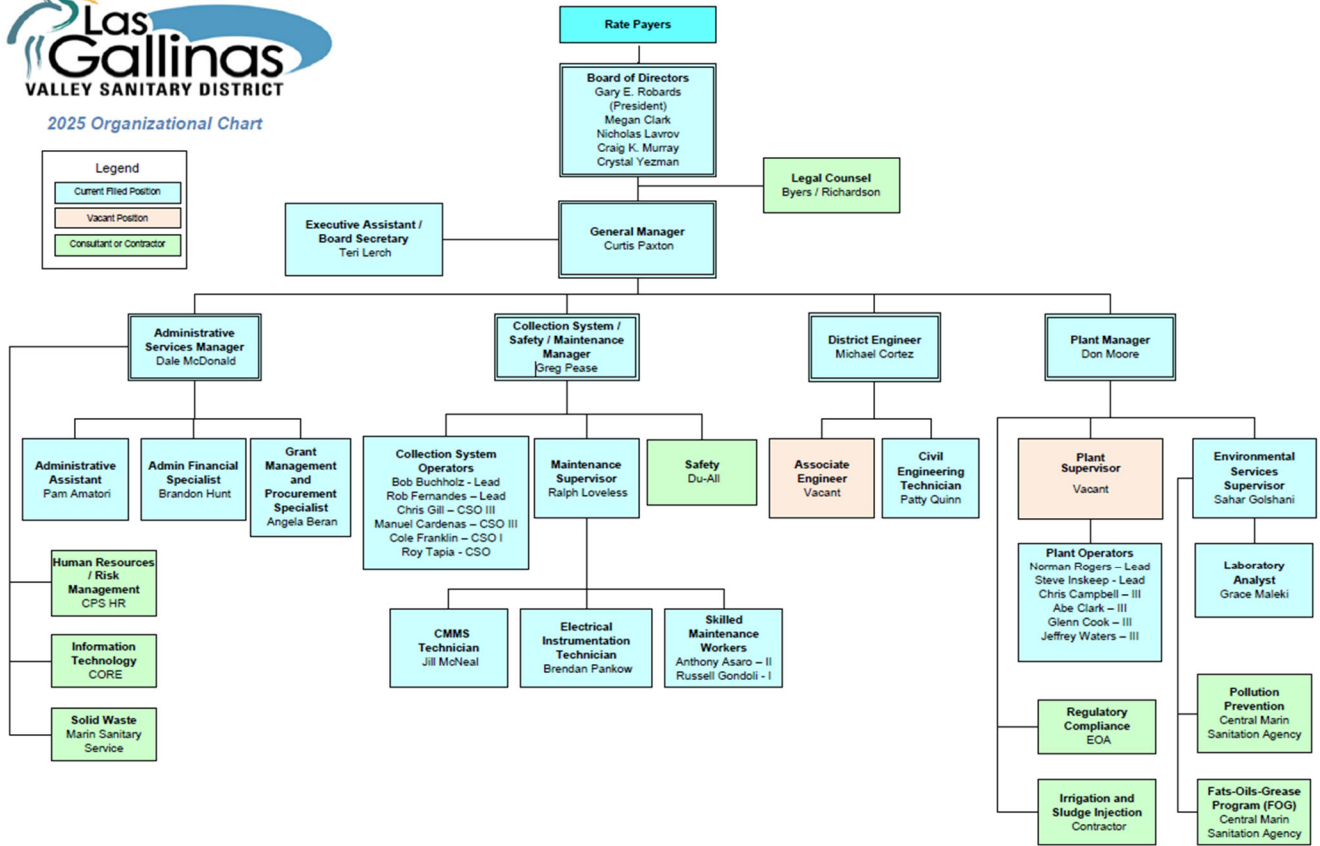 Las
Gallinas
VALLEY SANITARY DISTRICT
2025 Organizational Chart
Legend
Current Filled Position
Vacant Position
Consultant or Contractor
Rate Payers
Board of Directors
Gary E. Robards
(President)
Megan Clark
Nicholas Lavrov
Craig K. Murray
Crystal Yezman
Legal Counsel
Byers / Richardson
Executive Assistant /
Board Secretary
Teri Lerch
General Manager
Curtis Paxton
Administrative
Services Manager
Dale McDonald
Collection System /
Safety / Maintenance
Manager
Greg Pease
District Engineer
Michael Cortez
Plant Manager
Don Moore
Administrative
Assistant
Pam Amatori
Admin Financial
Specialist
Brandon Hunt
Grant
Management
and
Procurement
Specialist
Angela Beran
Collection System
Operators
Bob Buchholz - Lead
Rob Fernandes – Lead
Chris Gill – CSO III
Manuel Cardenas – CSO III
Cole Franklin – CSO I
Roy Tapia - CSO
Maintenance
Supervisor
Ralph Loveless
Safety
Du-All
Associate
Engineer
Vacant
Civil
Engineering
Technician
Patty Quinn
Plant
Supervisor
Vacant
Environmental
Services
Supervisor
Sahar Golshani
Human Resources
/ Risk
Management
CPS HR
Information
Technology
CORE
Solid Waste
Marin Sanitary
Service
CMMS
Technician
Jill McNeal
Electrical
Instrumentation
Technician
Brendan Pankow
Skilled
Maintenance
Workers
Anthony Asaro – II
Russell Gondoli - I
Plant Operators
Norman Rogers – Lead
Steve Inskeep - Lead
Chris Campbell – III
Abe Clark – III
Glenn Cook – III
Jeffrey Waters – III
Laboratory
Analyst
Grace Maleki
Regulatory
Compliance
EOA
Irrigation and
Sludge Injection
Contractor
Pollution
Prevention
Central Marin
Sanitation Agency
Fats-Oils-Grease
Program (FOG)
Central Marin
Sanitation Agency